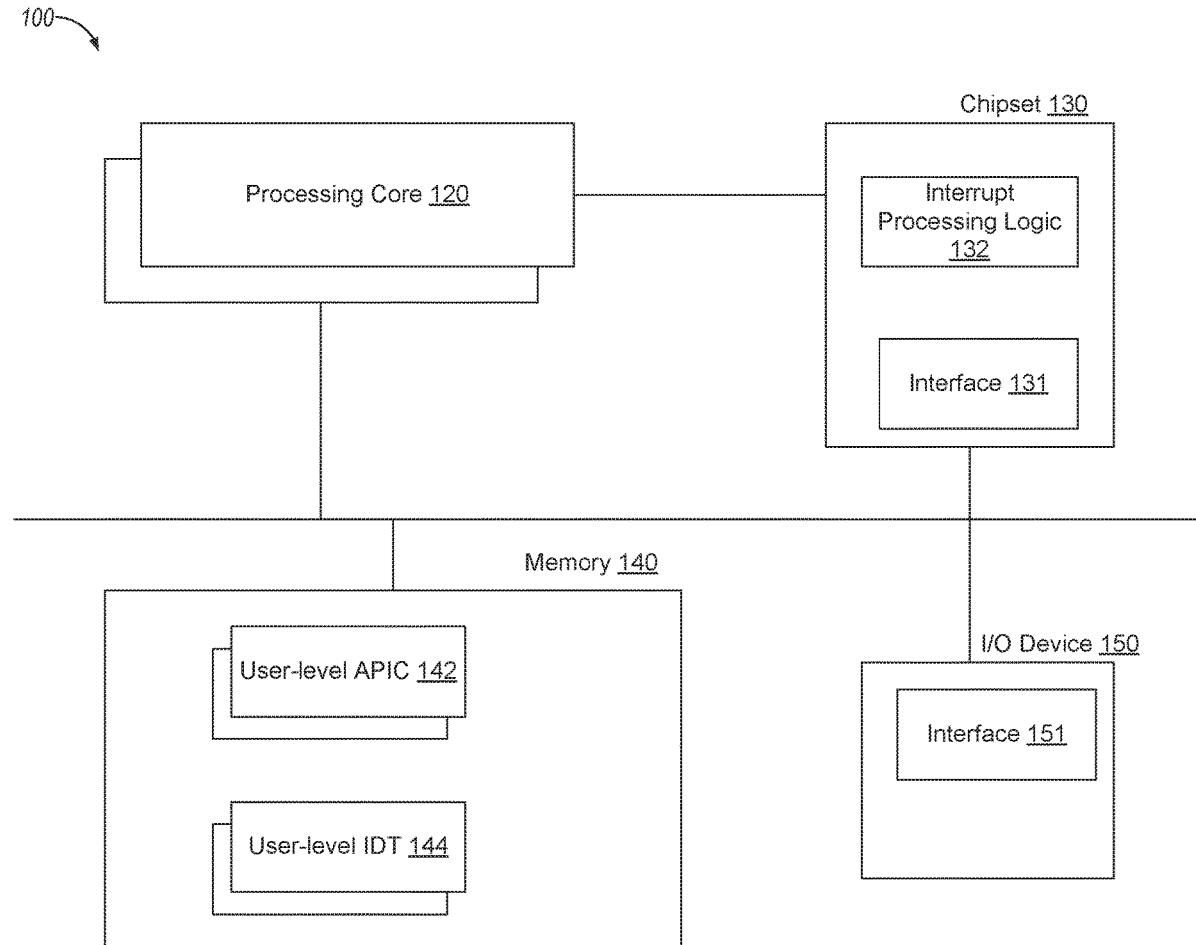 100
Chipset 130
Processing Core 120
Interrupt
Processing Logic
132
Interface 131
Memory 140
User-level APIC 142
I/O Device 150
Interface 151
User-level IDT 144